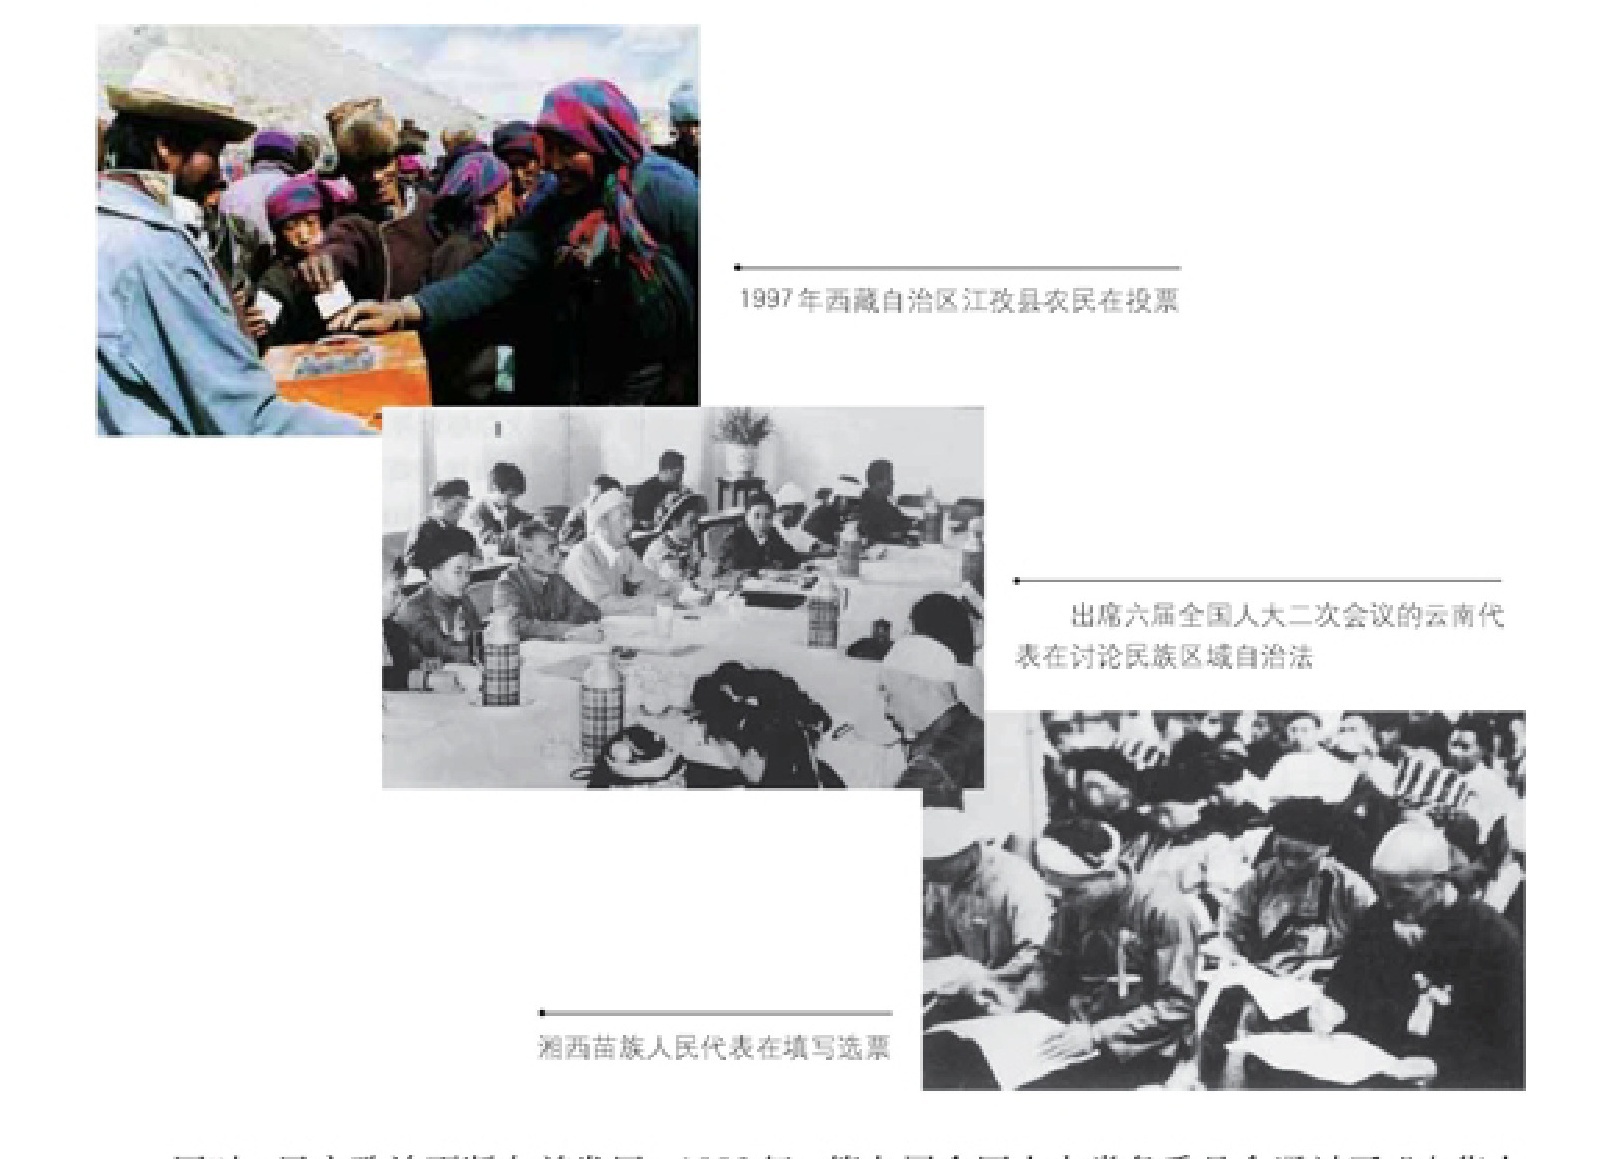 1997年西藏自治区江孜县农民在投票
出席六届全国人大二次会议的云南代
表在讨论民族区域自治法
湘西苗族人民代表在填写选票